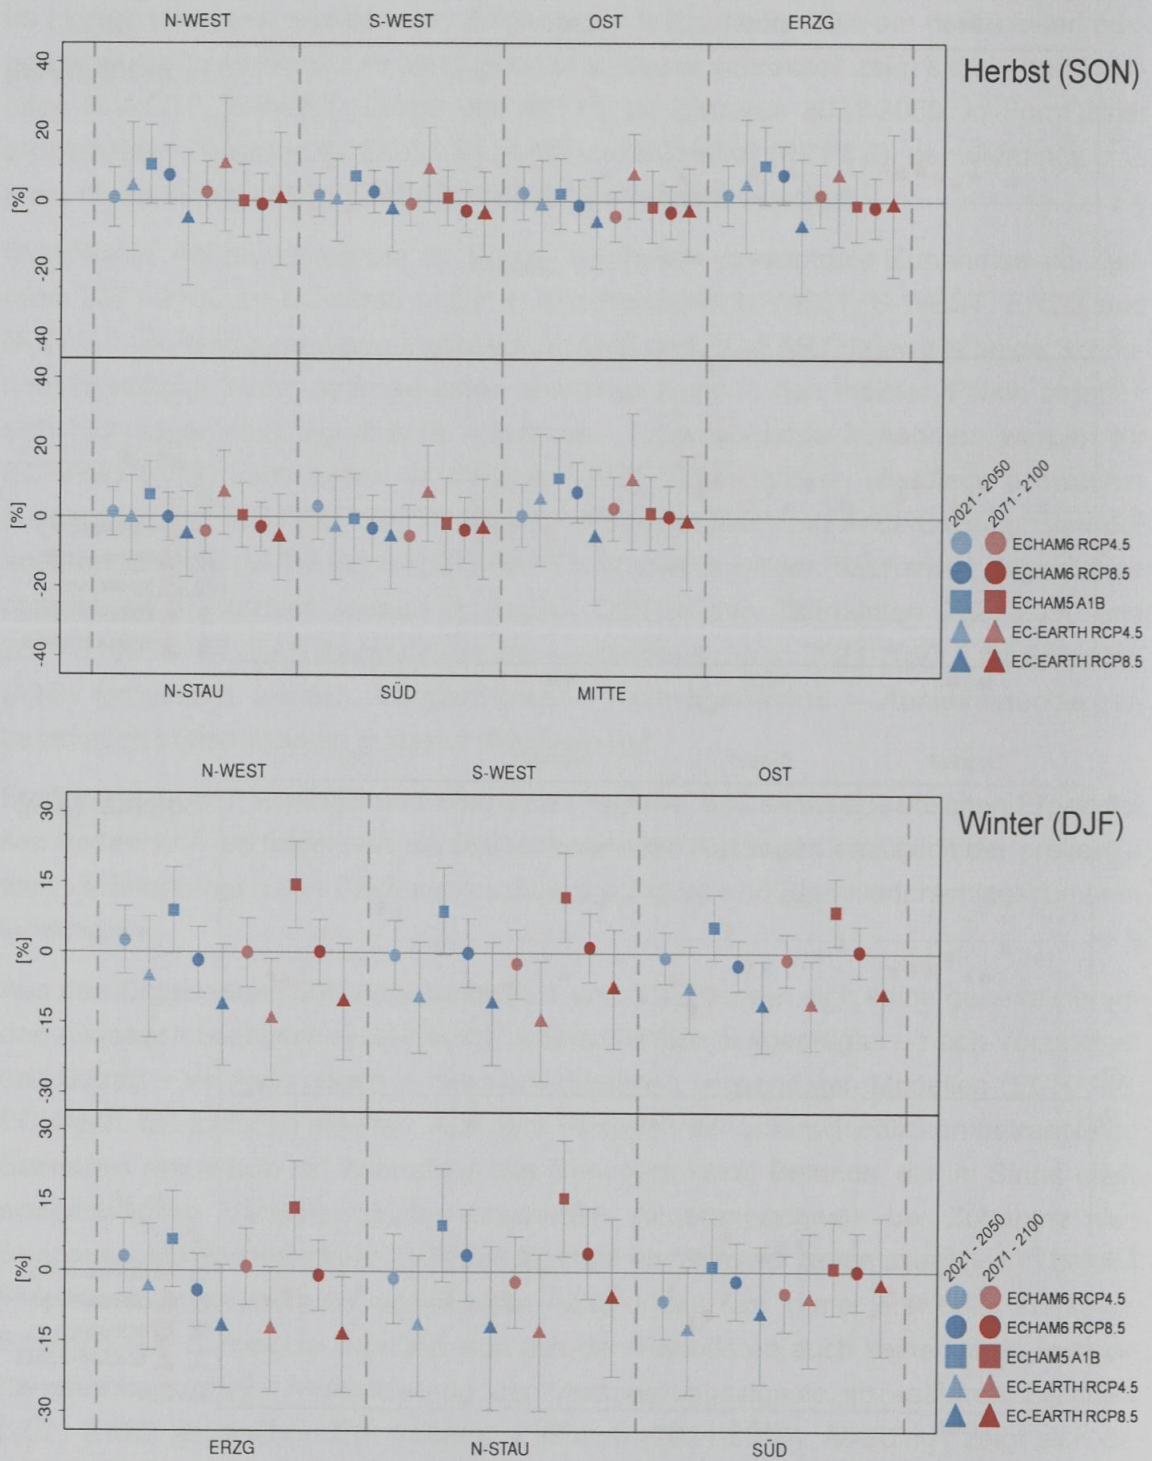 N-WEST S-WEST OST ERZG
Herbst (SON)
40
20
0
-20
-40
[%]
40
20
0
-20
-40
[%]
N-STAU SÜD MITTE
2021 - 2050
2071 - 2100
ECHAM6 RCP4.5
ECHAM6 RCP8.5
ECHAM5 A1B
EC-EARTH RCP4.5
EC-EARTH RCP8.5
N-WEST S-WEST OST
Winter (DJF)
30
15
0
-15
-30
[%]
30
15
0
-15
-30
[%]
ERZG N-STAU SÜD
2021 - 2050
2071 - 2100
ECHAM6 RCP4.5
ECHAM6 RCP8.5
ECHAM5 A1B
EC-EARTH RCP4.5
EC-EARTH RCP8.5